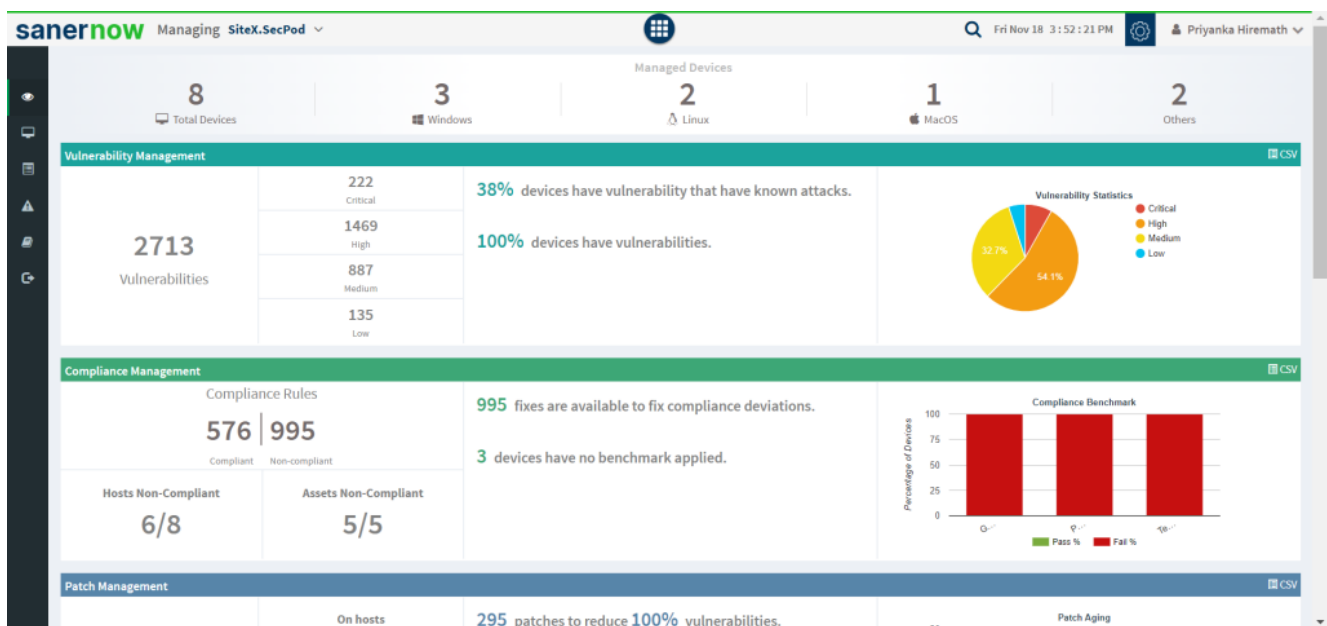 sanernow Managing SiteX.SecPod Fri Nov 18 3:52:21 PM Priyanka Hiremath
Managed Devices
8 3 2 1 2
Total Devices Windows Linux MacOS Others
Vulnerability Management CSV
2713
Vulnerabilities
222
Critical
1469
High
887
Medium
135
Low
38% devices have vulnerability that have known attacks.
100% devices have vulnerabilities.
Vulnerability Statistics
Critical
High
Medium
Low
32.7%
54.1%
Compliance Management CSV
Compliance Rules
576 995
Compliant Non-compliant
Hosts Non-Compliant Assets Non-Compliant
6/8 5/5
995 fixes are available to fix compliance deviations.
3 devices have no benchmark applied.
Compliance Benchmark
Percentage of Devices
100
75
50
25
0
G... P... Te...
Pass % Fail %
Patch Management CSV
On hosts
295 patches to reduce 100% vulnerabilities.
Patch Aging